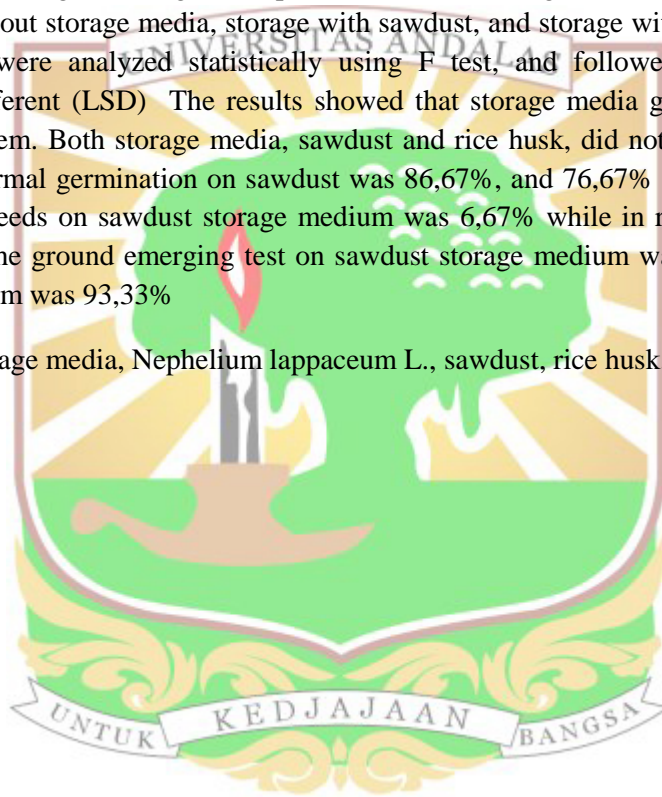 out storage media, storage with sawdust, and storage wi
UNIVERSITAS ANDALAS
were analyzed statistically using F test, and followe
ferent (LSD) The results showed that storage media g
em. Both storage media, sawdust and rice husk, did not
rmal germination on sawdust was 86,67%, and 76,67%
eeds on sawdust storage medium was 6,67% while in
he ground emerging test on sawdust storage medium wa
m was 93,33%
age media, Nephelium lappaceum L., sawdust, rice husk
UNTUK KEDJAJAAN BANGSA